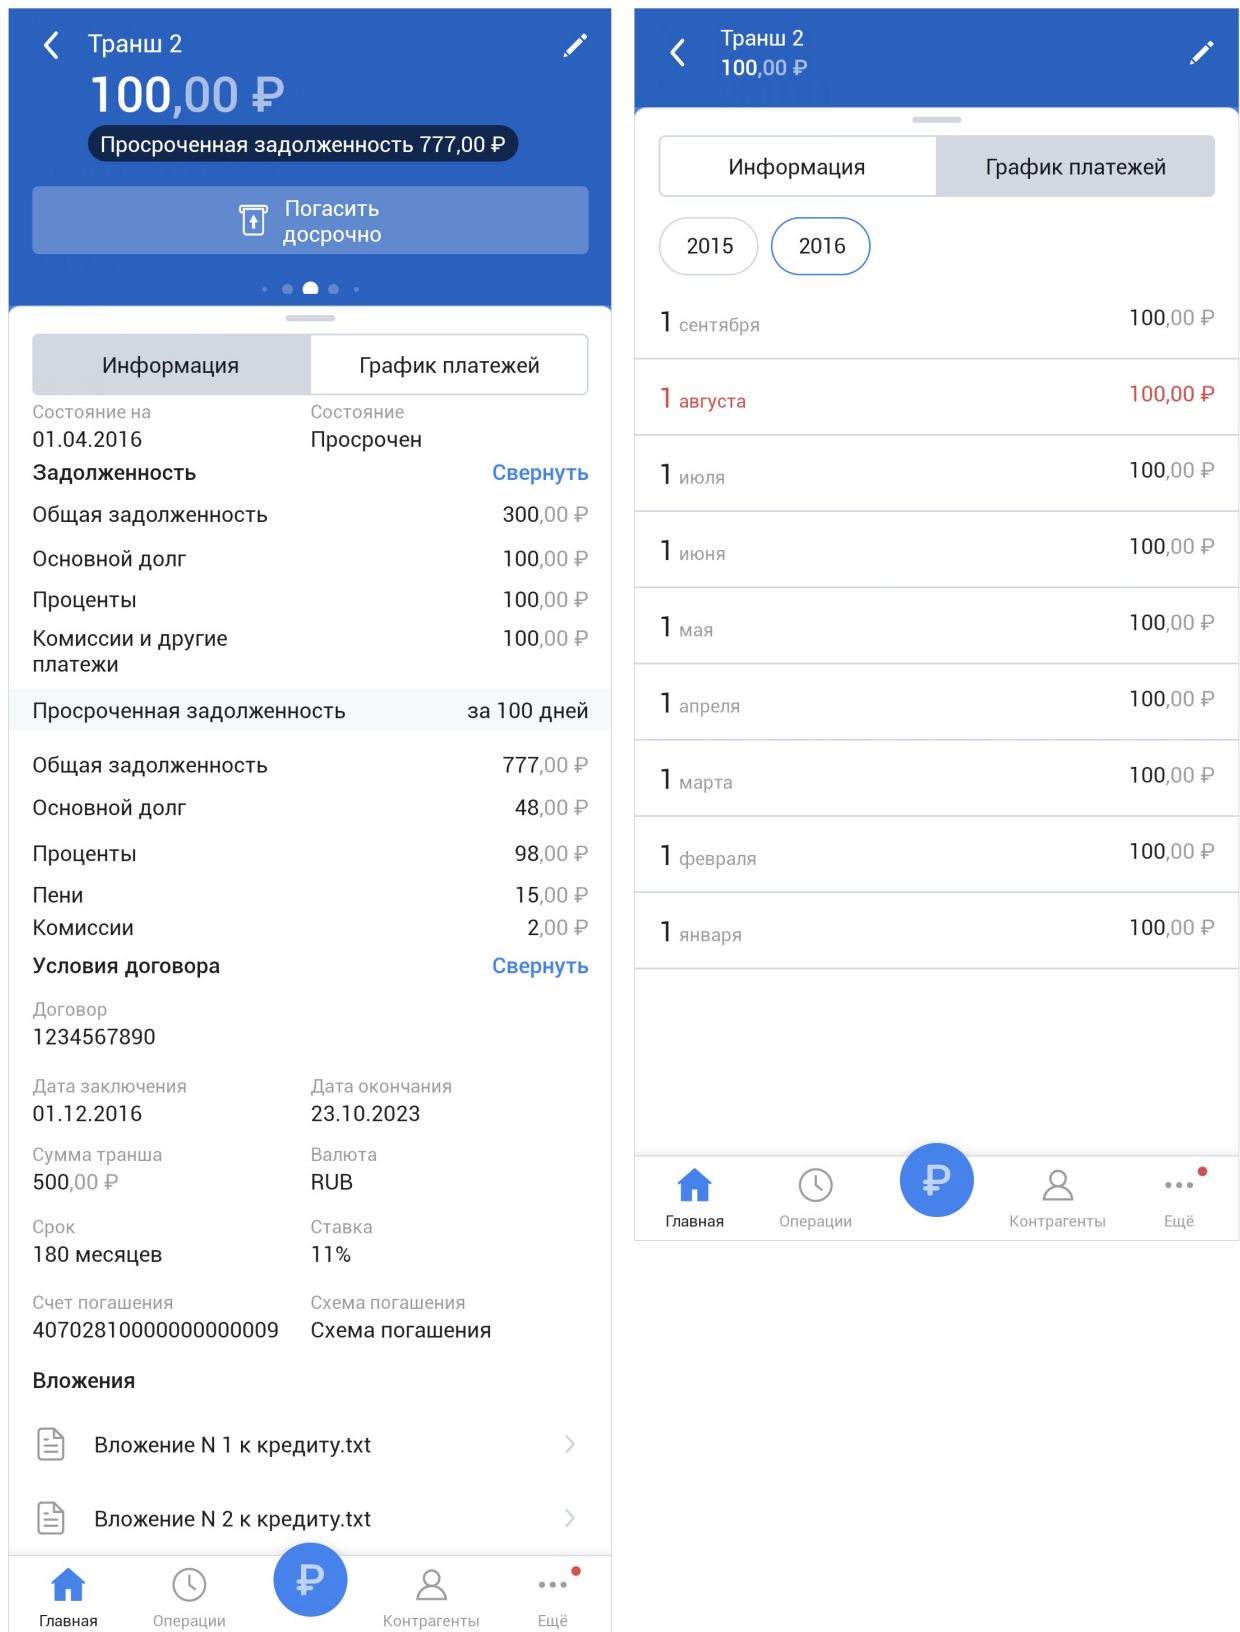 Транш 2
100,00 ₽
Просроченная задолженность 777,00 ₽
Погасить
досрочно
Информация
График платежей
Состояние на
Состояние
01.04.2016
Просрочен
Задолженность
Свернуть
Общая задолженность
300,00 ₽
Основной долг
100,00 ₽
Проценты
100,00 ₽
Комиссии и другие
платежи
100,00 ₽
Просроченная задолженность
за 100 дней
Общая задолженность
777,00 ₽
Основной долг
48,00 ₽
Проценты
98,00 ₽
Пени
15,00 ₽
Комиссии
2,00 ₽
Условия договора
Свернуть
Договор
1234567890
Дата заключения
Дата окончания
01.12.2016
23.10.2023
Сумма транша
Валюта
500,00 ₽
RUB
Срок
Ставка
180 месяцев
11%
Счет погашения
Схема погашения
40702810000000000009
Схема погашения
Вложения
Вложение N 1 к кредиту.txt
Вложение N 2 к кредиту.txt
₽
Главная
Операции
Контрагенты
Ещё
Транш 2
100,00 ₽
Информация
График платежей
2015
2016
1 сентября
100,00 ₽
1 августа
100,00 ₽
1 июля
100,00 ₽
1 июня
100,00 ₽
1 мая
100,00 ₽
1 апреля
100,00 ₽
1 марта
100,00 ₽
1 февраля
100,00 ₽
1 января
100,00 ₽
₽
Главная
Операции
Контрагенты
Ещё